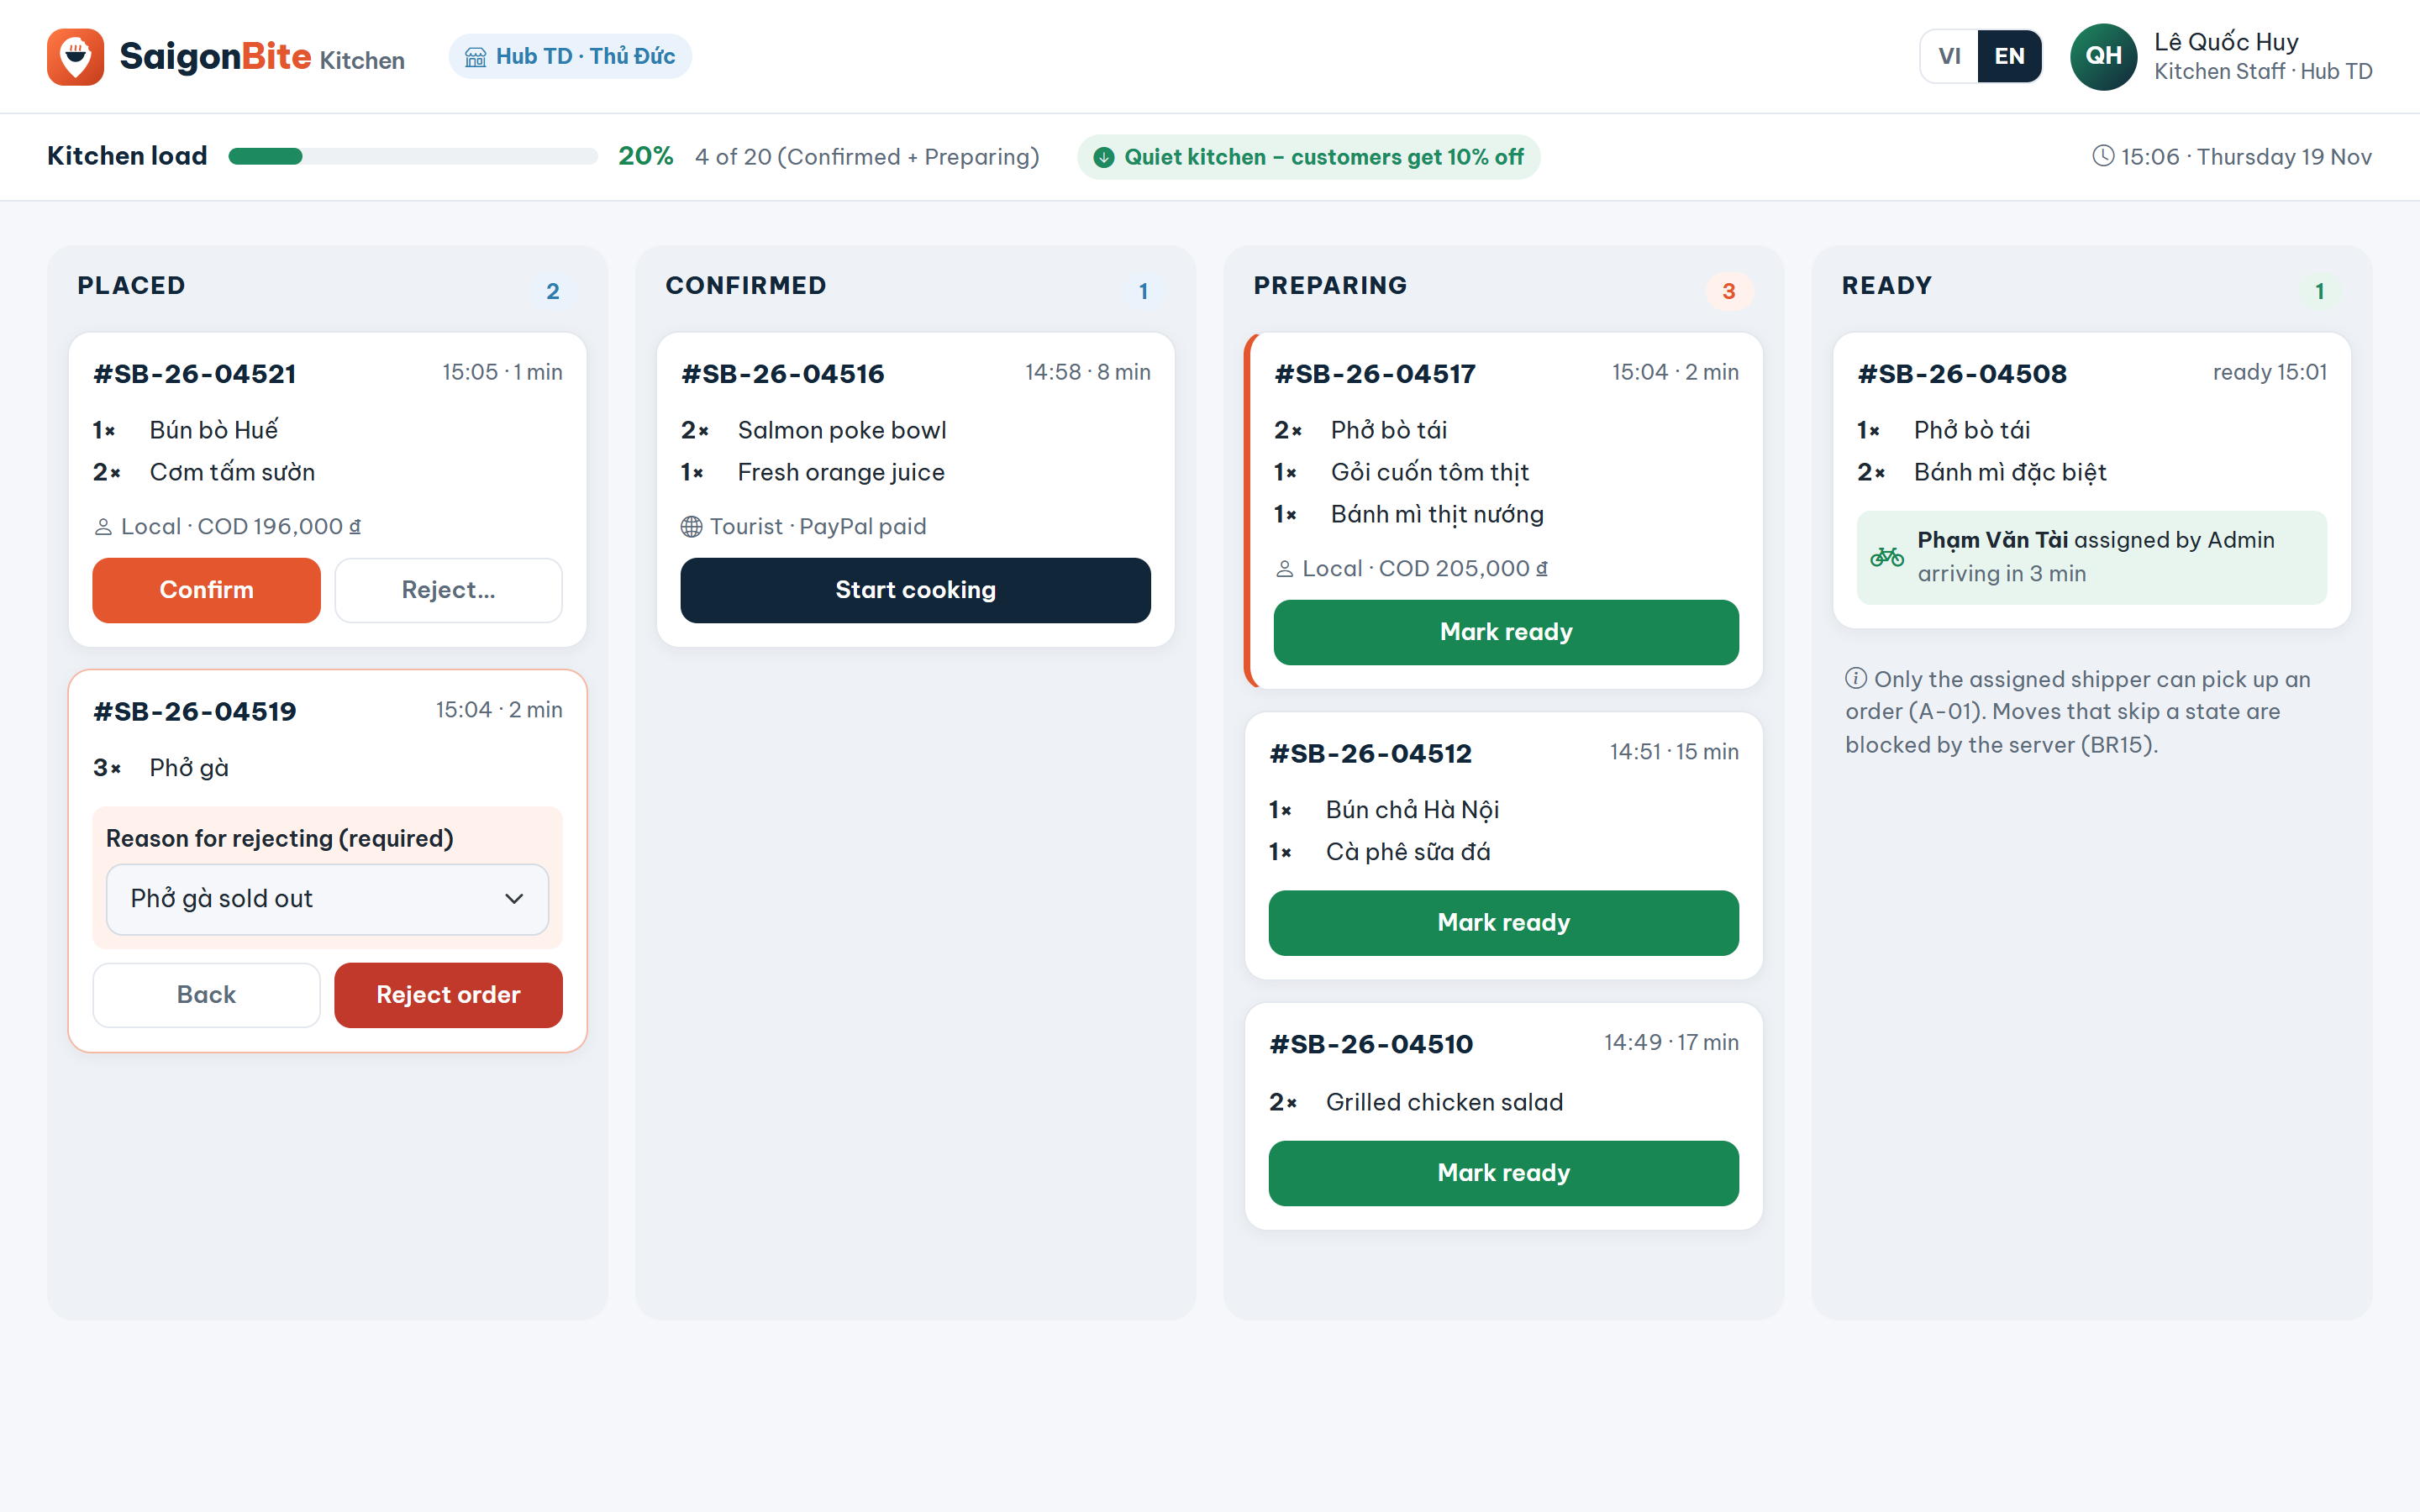 SaigonBite Kitchen
Hub TD · Thủ Đức
VI EN
QH
Lê Quốc Huy
Kitchen Staff · Hub TD
Kitchen load 20% 4 of 20 (Confirmed + Preparing)
Quiet kitchen – customers get 10% off
15:06 · Thursday 19 Nov
PLACED 2
#SB-26-04521 15:05 · 1 min
1× Bún bò Huế
2× Cơm tấm sườn
Local · COD 196,000 ₫
Confirm Reject...
#SB-26-04519 15:04 · 2 min
3× Phở gà
Reason for rejecting (required)
Phở gà sold out
Back Reject order
CONFIRMED 1
#SB-26-04516 14:58 · 8 min
2× Salmon poke bowl
1× Fresh orange juice
Tourist · PayPal paid
Start cooking
PREPARING 3
#SB-26-04517 15:04 · 2 min
2× Phở bò tái
1× Gỏi cuốn tôm thịt
1× Bánh mì thịt nướng
Local · COD 205,000 ₫
Mark ready
#SB-26-04512 14:51 · 15 min
1× Bún chả Hà Nội
1× Cà phê sữa đá
Mark ready
#SB-26-04510 14:49 · 17 min
2× Grilled chicken salad
Mark ready
READY 1
#SB-26-04508 ready 15:01
1× Phở bò tái
2× Bánh mì đặc biệt
Phạm Văn Tài assigned by Admin
arriving in 3 min
Only the assigned shipper can pick up an
order (A-01). Moves that skip a state are
blocked by the server (BR15).